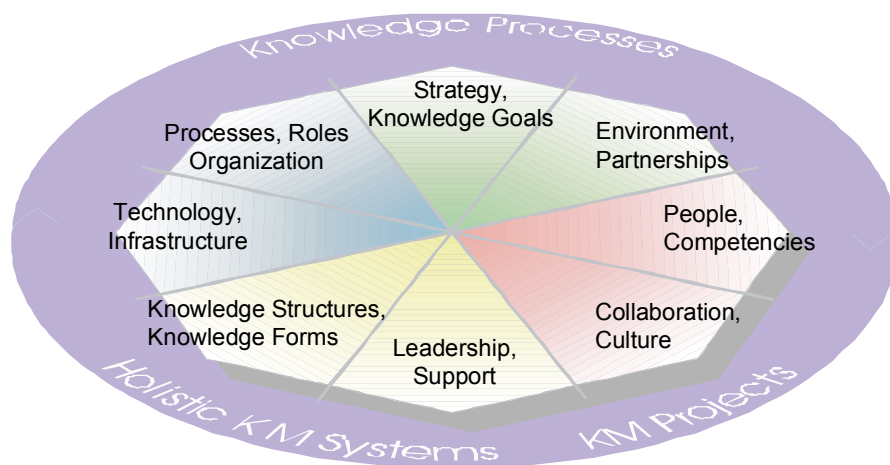 Knowledge Processes
Strategy,
Knowledge Goals
Processes, Roles
Organization
Environment,
Partnerships
Technology,
Infrastructure
People,
Competencies
Knowledge Structures,
Knowledge Forms
Collaboration,
Culture
Leadership,
Support
Holistic KM Systems
KM Projects